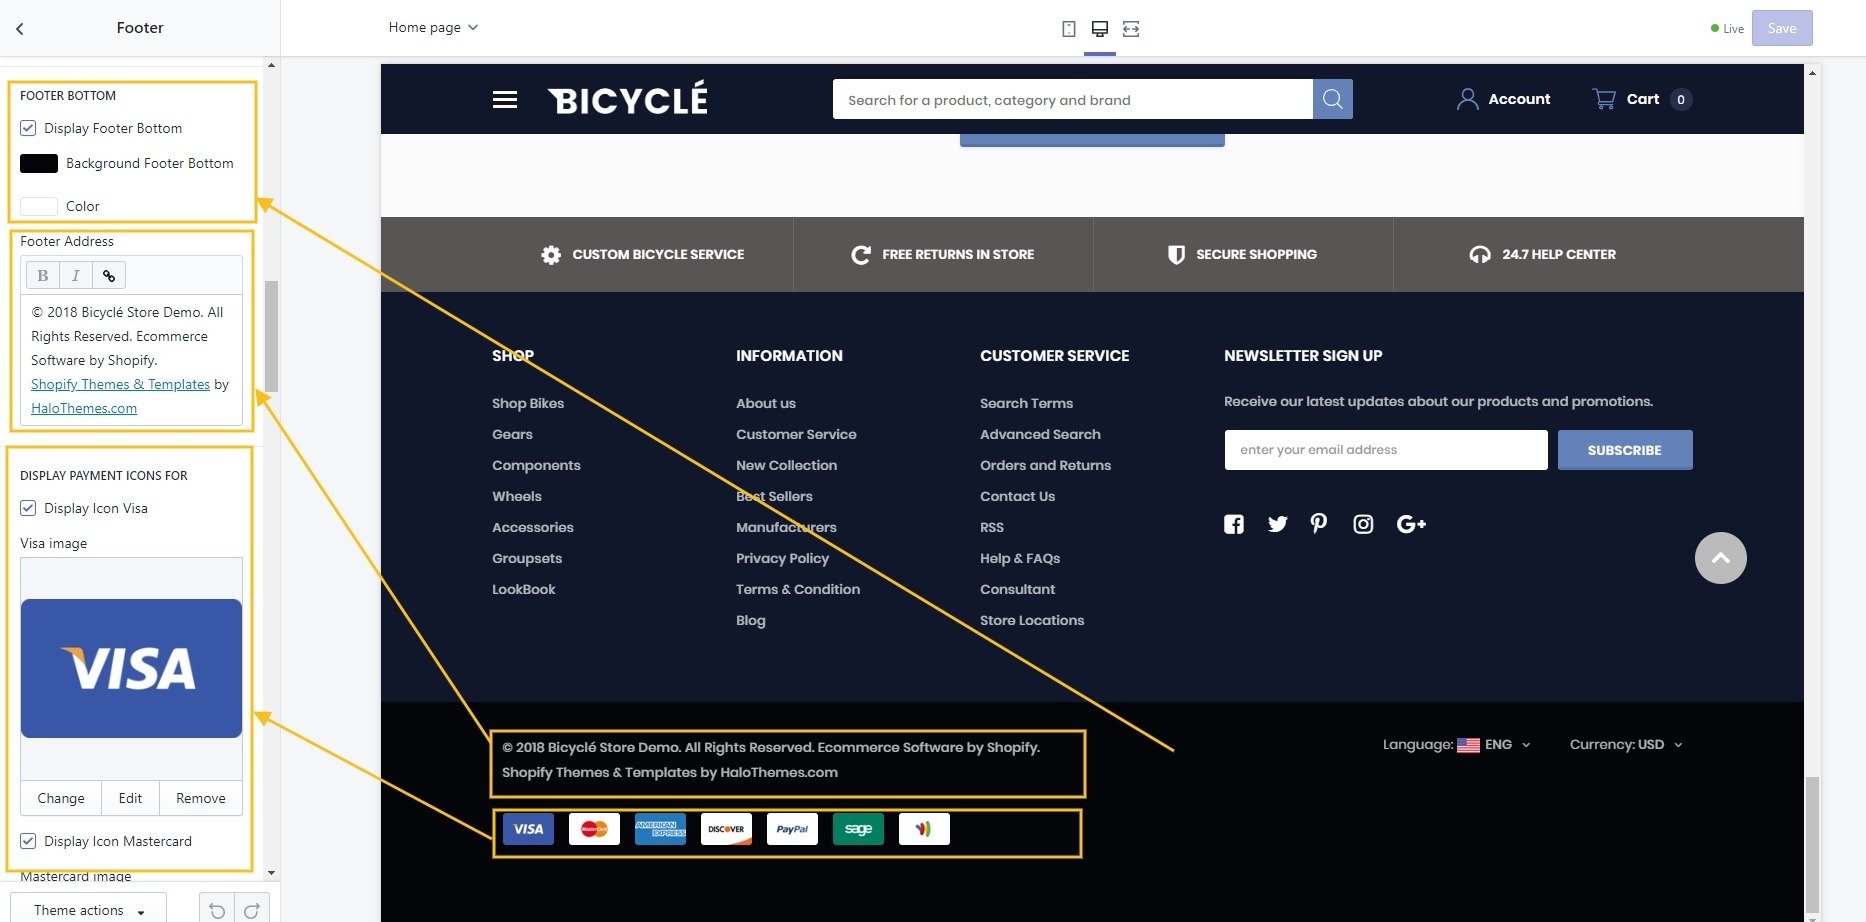 Footer
Home page
Live
Save
FOOTER BOTTOM
Display Footer Bottom
Background Footer Bottom
Color
Footer Address
B I
© 2018 Bicyclé Store Demo. All
Rights Reserved. Ecommerce
Software by Shopify.
Shopify Themes & Templates by
HaloThemes.com
DISPLAY PAYMENT ICONS FOR
Display Icon Visa
Visa image
VISA
Change Edit Remove
Display Icon Mastercard
Mastercard image
Theme actions
BICYCLÉ
Search for a product, category and brand
Account
Cart 0
CUSTOM BICYCLE SERVICE
FREE RETURNS IN STORE
SECURE SHOPPING
24.7 HELP CENTER
SHOP
Shop Bikes
Gears
Components
Wheels
Accessories
Groupsets
LookBook
INFORMATION
About us
Customer Service
New Collection
Best Sellers
Manufacturers
Privacy Policy
Terms & Condition
Blog
CUSTOMER SERVICE
Search Terms
Advanced Search
Orders and Returns
Contact Us
RSS
Help & FAQs
Consultant
Store Locations
NEWSLETTER SIGN UP
Receive our latest updates about our products and promotions.
enter your email address
SUBSCRIBE
G+
© 2018 Bicyclé Store Demo. All Rights Reserved. Ecommerce Software by Shopify.
Shopify Themes & Templates by HaloThemes.com
Language: ENG
Currency: USD
VISA
MasterCard
AMERICAN EXPRESS
DISCOVER
PayPal
sage